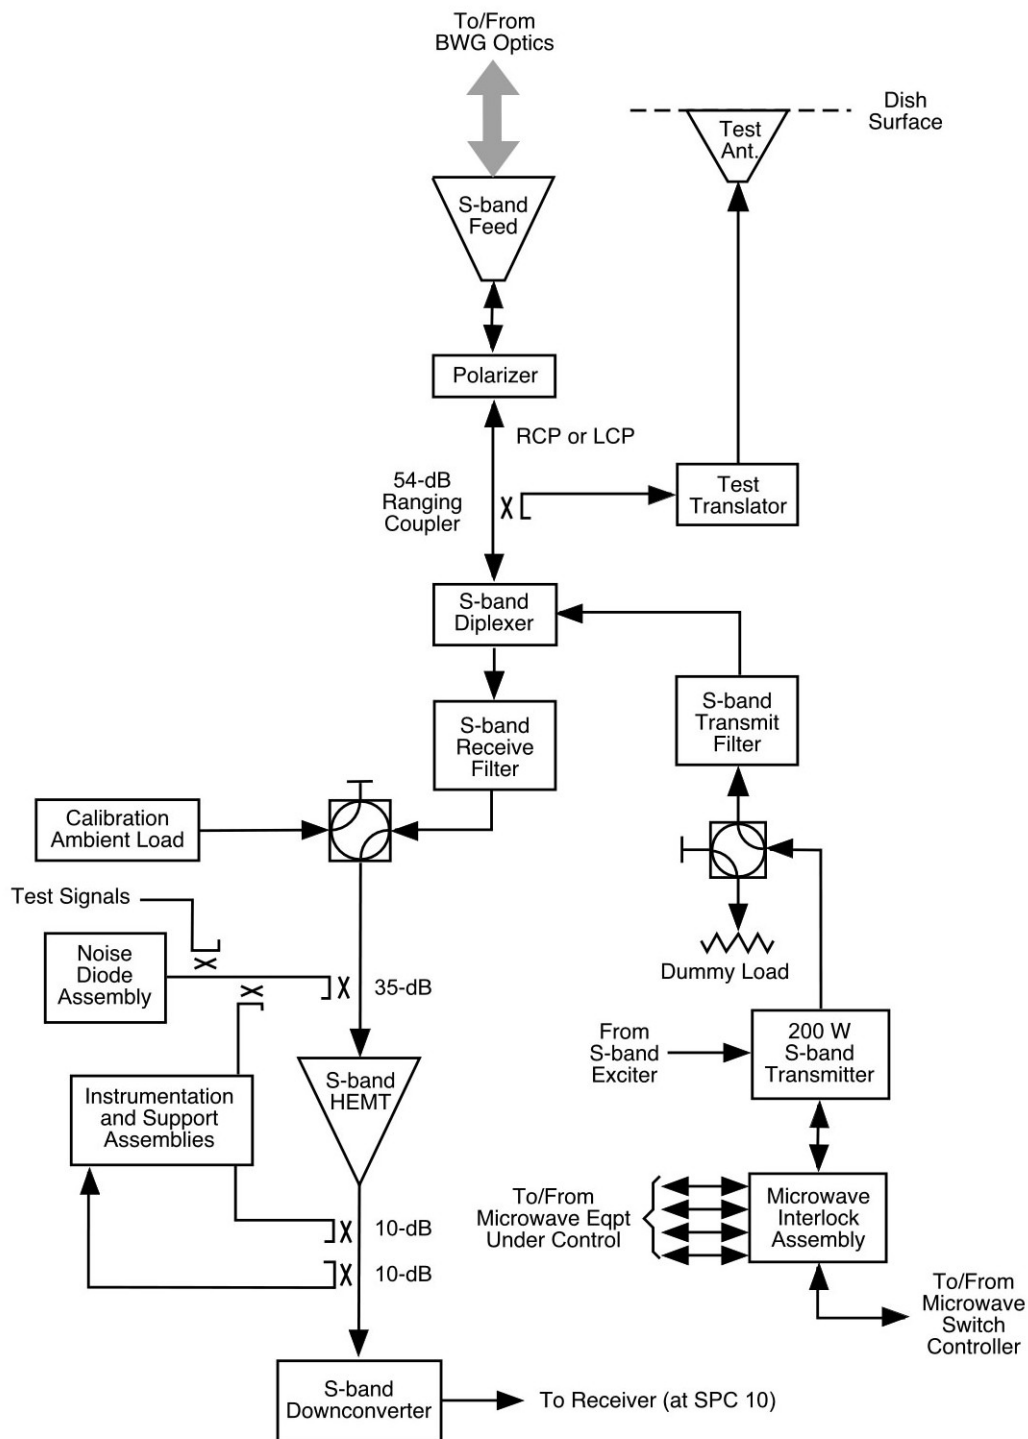 To/From
BWG Optics
Dish
Surface
Test
Ant.
S-band
Feed
Polarizer
RCP or LCP
54-dB
Ranging
Coupler
Test
Translator
S-band
Diplexer
S-band
Transmit
Filter
S-band
Receive
Filter
Calibration
Ambient Load
Test Signals
Noise
Diode
Assembly
35-dB
Dummy Load
From
S-band
Exciter
200 W
S-band
Transmitter
S-band
HEMT
Instrumentation
and Support
Assemblies
To/From
Microwave Eqpt
Under Control
Microwave
Interlock
Assembly
10-dB
10-dB
To/From
Microwave
Switch
Controller
S-band
Downconverter
To Receiver (at SPC 10)